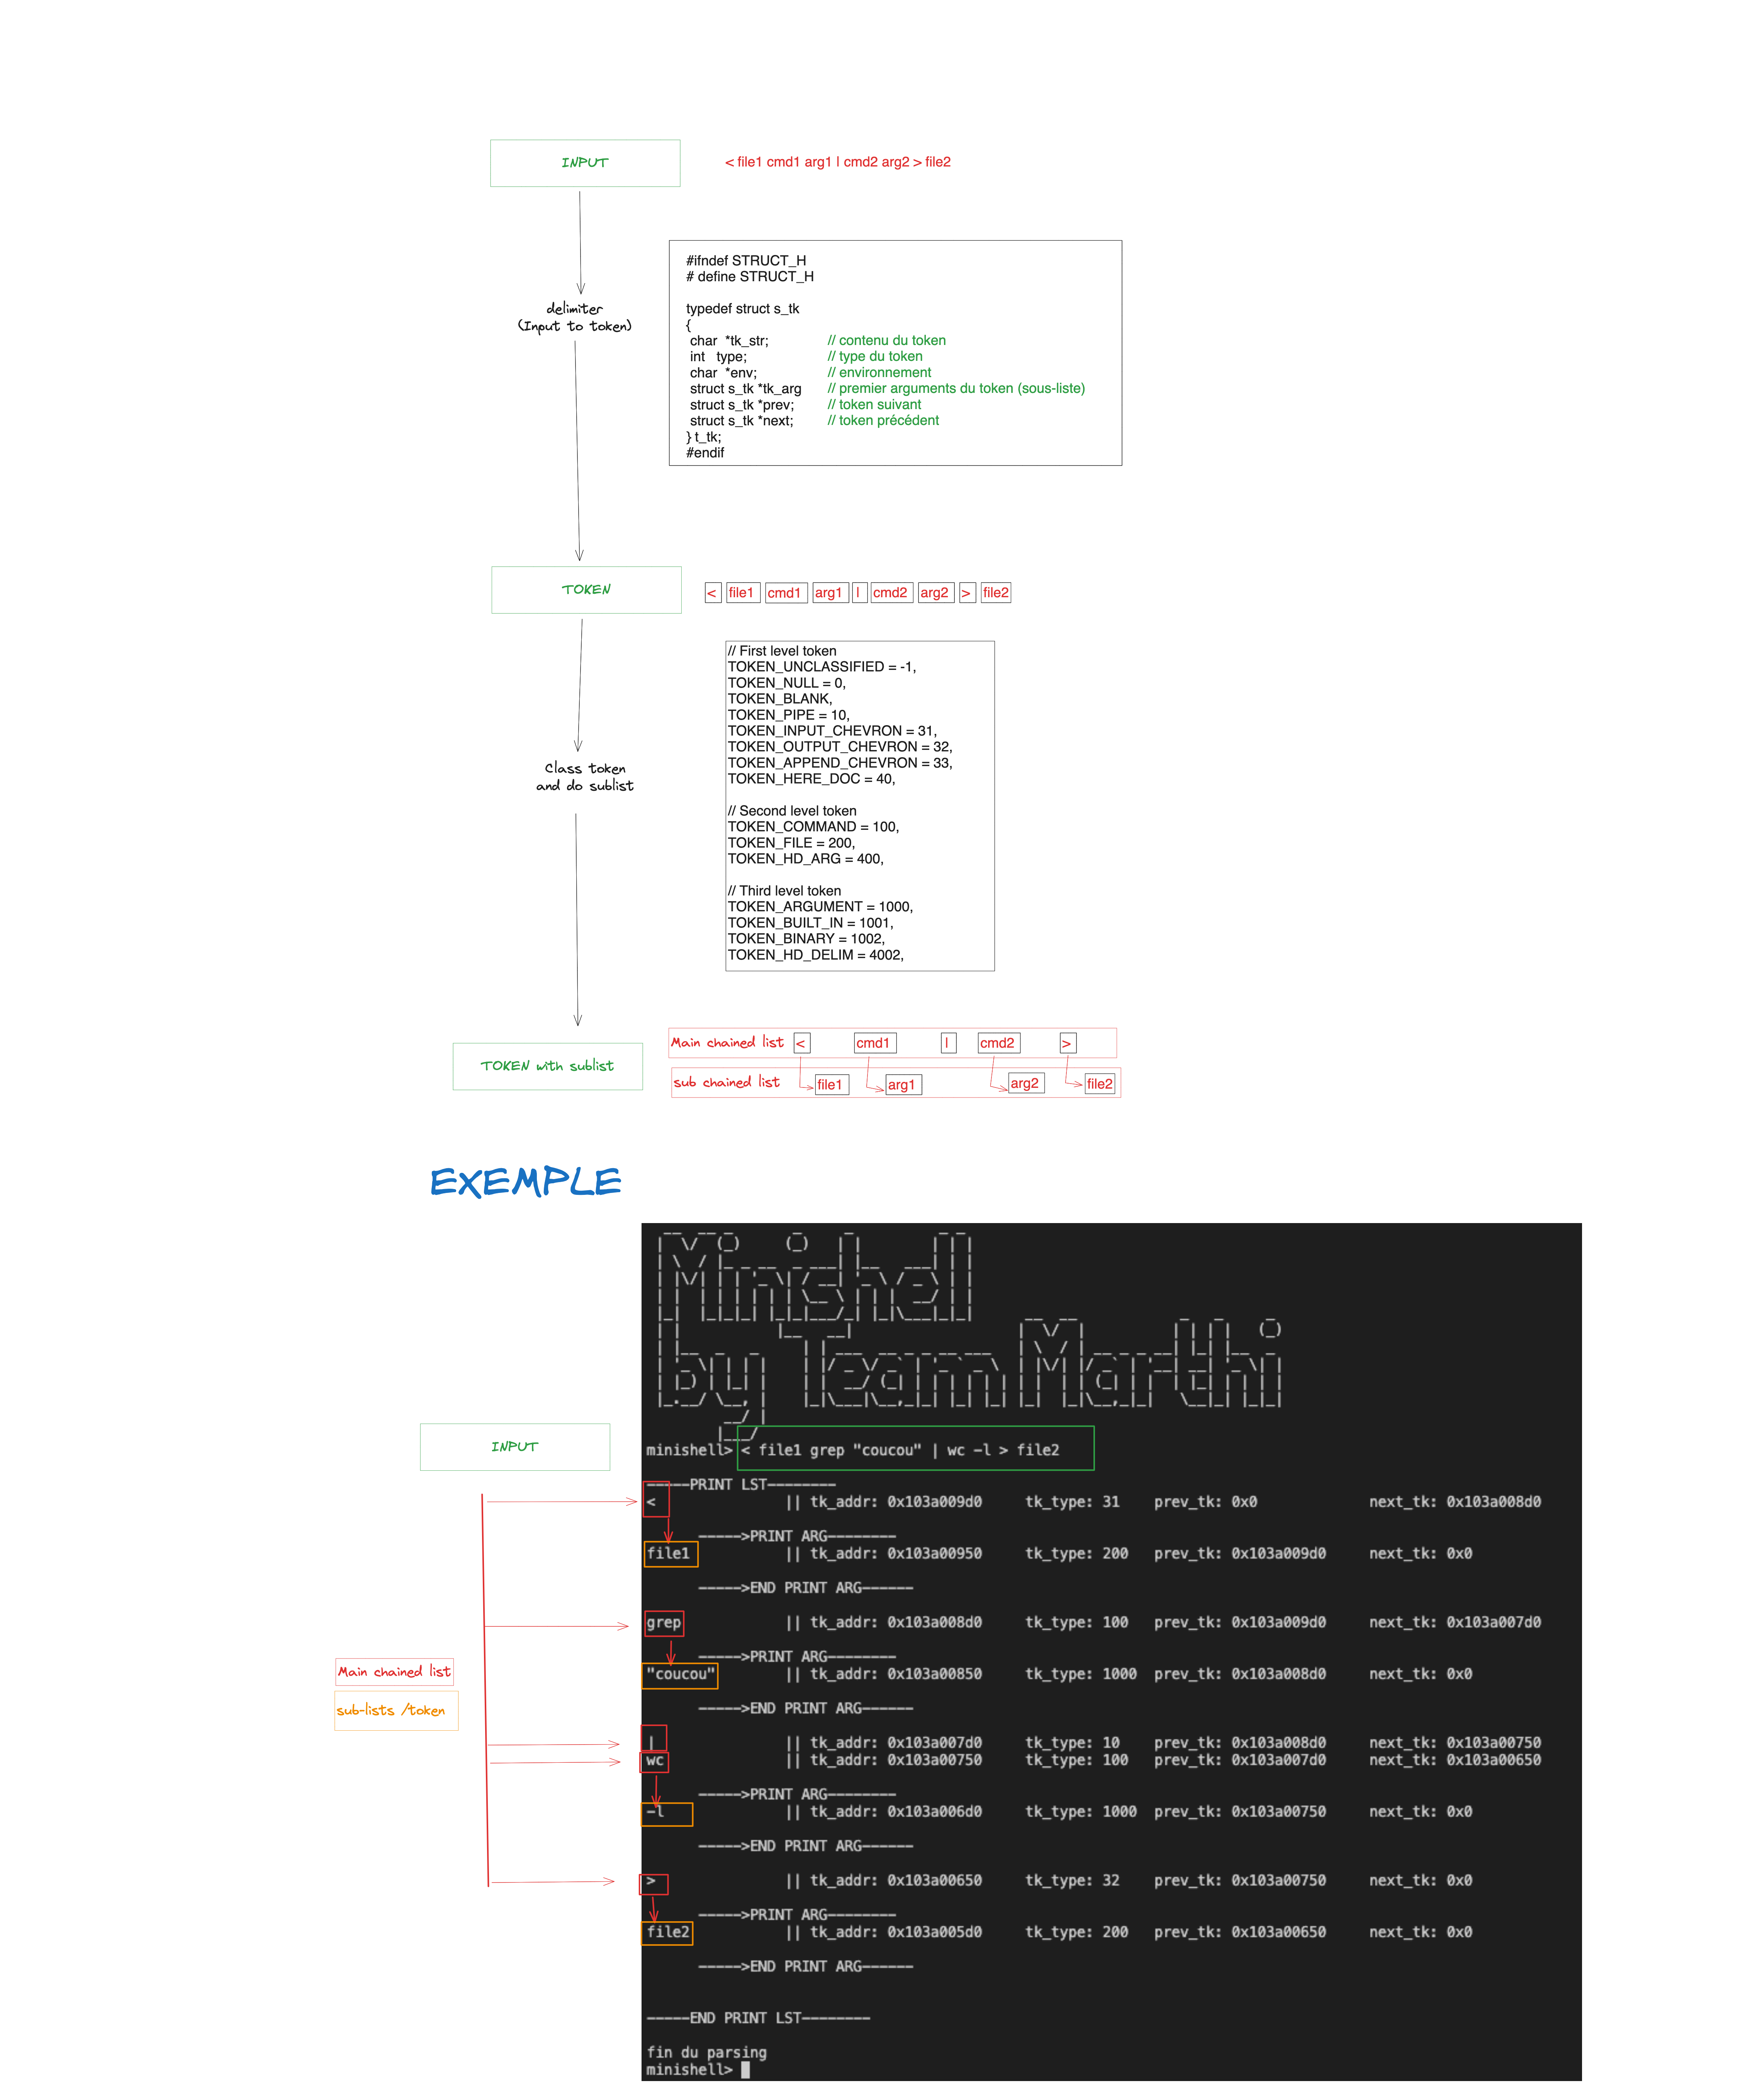 INPUT
< file1 cmd1 arg1 | cmd2 arg2 > file2
#ifndef STRUCT_H
# define STRUCT_H
typedef struct s_tk
{
char *tk_str; // contenu du token
int type; // type du token
char *env; // environnement
struct s_tk *tk_arg // premier arguments du token (sous-liste)
struct s_tk *prev; // token suivant
struct s_tk *next; // token précédent
} t_tk;
#endif
delimiter
(Input to token)
TOKEN
< file1 cmd1 arg1 | cmd2 arg2 > file2
// First level token
TOKEN_UNCLASSIFIED = -1,
TOKEN_NULL = 0,
TOKEN_BLANK,
TOKEN_PIPE = 10,
TOKEN_INPUT_CHEVRON = 31,
TOKEN_OUTPUT_CHEVRON = 32,
TOKEN_APPEND_CHEVRON = 33,
TOKEN_HERE_DOC = 40,
// Second level token
TOKEN_COMMAND = 100,
TOKEN_FILE = 200,
TOKEN_HD_ARG = 400,
// Third level token
TOKEN_ARGUMENT = 1000,
TOKEN_BUILT_IN = 1001,
TOKEN_BINARY = 1002,
TOKEN_HD_DELIM = 4002,
Class token
and do sublist
TOKEN with sublist
Main chained list < cmd1 | cmd2 >
sub chained list file1 arg1 arg2 file2
EXEMPLE
Minishell
by Team Marthi
INPUT
minishell> < file1 grep "coucou" | wc -l > file2
-----PRINT LST--------
< || tk_addr: 0x103a009d0 tk_type: 31 prev_tk: 0x0 next_tk: 0x103a008d0
----->PRINT ARG--------
file1 || tk_addr: 0x103a00950 tk_type: 200 prev_tk: 0x103a009d0 next_tk: 0x0
----->END PRINT ARG------
grep || tk_addr: 0x103a008d0 tk_type: 100 prev_tk: 0x103a009d0 next_tk: 0x103a007d0
----->PRINT ARG--------
"coucou" || tk_addr: 0x103a00850 tk_type: 1000 prev_tk: 0x103a008d0 next_tk: 0x0
----->END PRINT ARG------
| || tk_addr: 0x103a007d0 tk_type: 10 prev_tk: 0x103a008d0 next_tk: 0x103a00750
wc || tk_addr: 0x103a00750 tk_type: 100 prev_tk: 0x103a007d0 next_tk: 0x103a00650
----->PRINT ARG--------
-l || tk_addr: 0x103a006d0 tk_type: 1000 prev_tk: 0x103a00750 next_tk: 0x0
----->END PRINT ARG------
> || tk_addr: 0x103a00650 tk_type: 32 prev_tk: 0x103a00750 next_tk: 0x0
----->PRINT ARG--------
file2 || tk_addr: 0x103a005d0 tk_type: 200 prev_tk: 0x103a00650 next_tk: 0x0
----->END PRINT ARG------
-----END PRINT LST--------
fin du parsing
minishell>
Main chained list
sub-lists /token